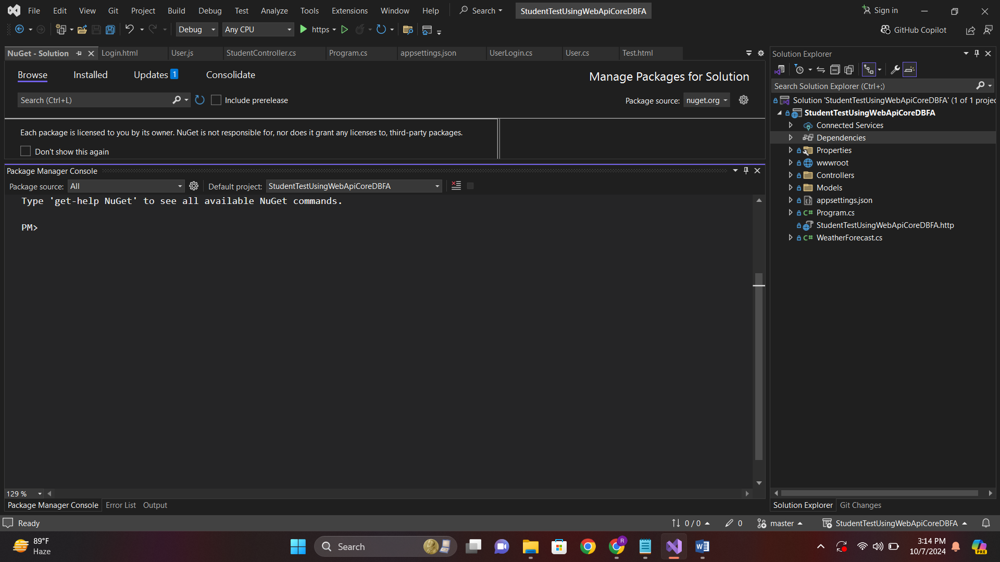 File Edit View Git Project Build Debug Test Analyze Tools Extensions Window Help Search StudentTestUsingWebApiCoreDBFA Sign in
Debug Any CPU https GitHub Copilot
NuGet - Solution Login.html User.js StudentController.cs Program.cs appsettings.json UserLogin.cs User.cs Test.html
Browse Installed Updates 1 Consolidate Manage Packages for Solution
Search (Ctrl+L) Include prerelease Package source: nuget.org
Each package is licensed to you by its owner. NuGet is not responsible for, nor does it grant any licenses to, third-party packages.
Don't show this again
Package Manager Console
Package source: All Default project: StudentTestUsingWebApiCoreDBFA
Type 'get-help NuGet' to see all available NuGet commands.
PM>
129 %
Package Manager Console Error List Output
Solution Explorer
Search Solution Explorer (Ctrl+;)
Solution 'StudentTestUsingWebApiCoreDBFA' (1 of 1 projec
StudentTestUsingWebApiCoreDBFA
Connected Services
Dependencies
Properties
wwwroot
Controllers
Models
appsettings.json
C# Program.cs
StudentTestUsingWebApiCoreDBFA.http
C# WeatherForecast.cs
Solution Explorer Git Changes
Ready 0 / 0 0 master StudentTestUsingWebApiCoreDBFA
89°F
Haze
Search
R
W
3:14 PM
10/7/2024
PRE